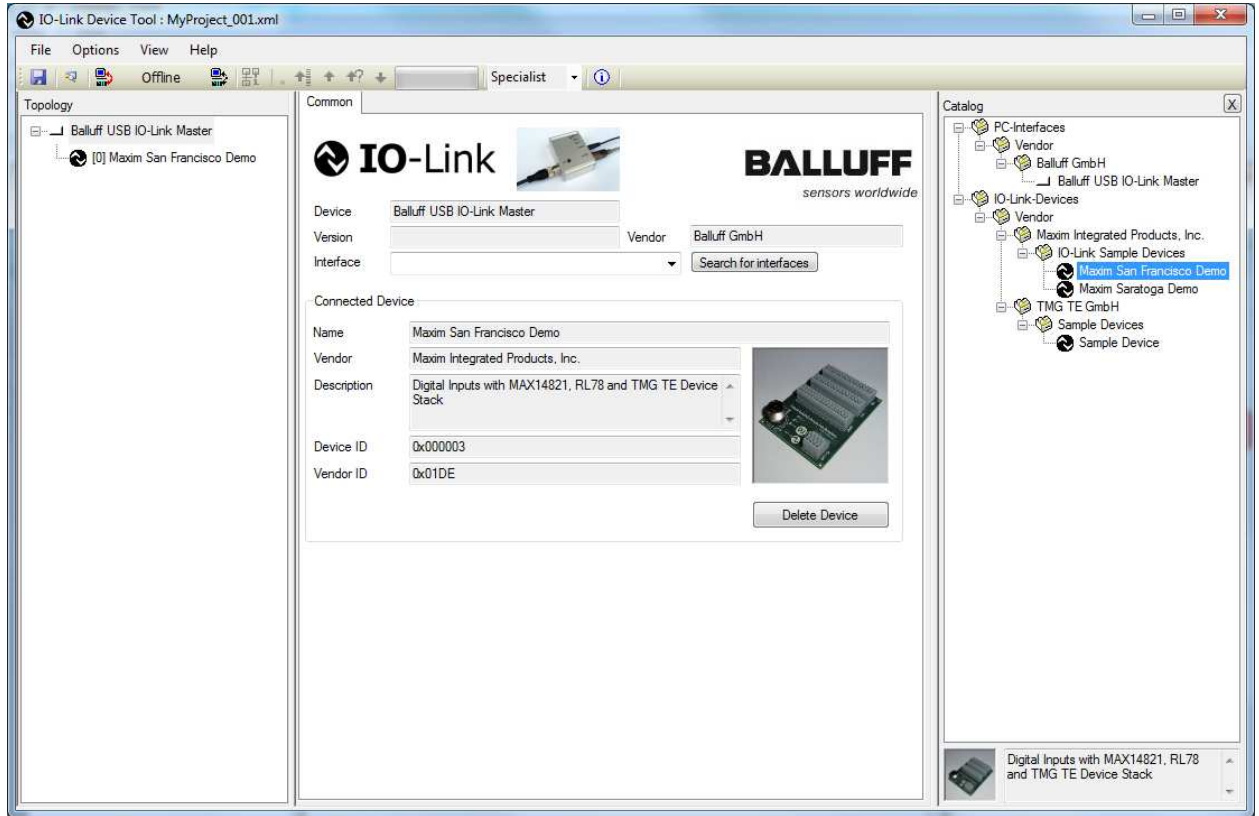 IO-Link Device Tool : MyProject_001.xml
File Options View Help
Offline Specialist
Topology
Balluff USB IO-Link Master
[0] Maxim San Francisco Demo
Common
IO-Link
BALLUFF
sensors worldwide
Device Balluff USB IO-Link Master
Version Vendor Balluff GmbH
Interface Search for interfaces
Connected Device
Name Maxim San Francisco Demo
Vendor Maxim Integrated Products, Inc.
Description Digital Inputs with MAX14821, RL78 and TMG TE Device
Stack
Device ID 0x000003
Vendor ID 0x01DE
Delete Device
Catalog X
PC-Interfaces
Vendor
Balluff GmbH
Balluff USB IO-Link Master
IO-Link-Devices
Vendor
Maxim Integrated Products, Inc.
IO-Link Sample Devices
Maxim San Francisco Demo
Maxim Saratoga Demo
TMG TE GmbH
Sample Devices
Sample Device
Digital Inputs with MAX14821, RL78
and TMG TE Device Stack